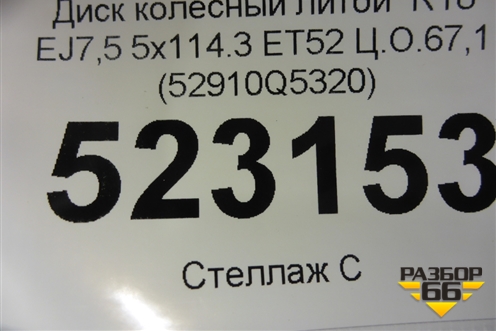 Диск колесный литой R18
EJ7,5 5x114.3 ET52 Ц.О.67,1
(52910Q5320)
523153
Стеллаж С
РАЗБОР
66